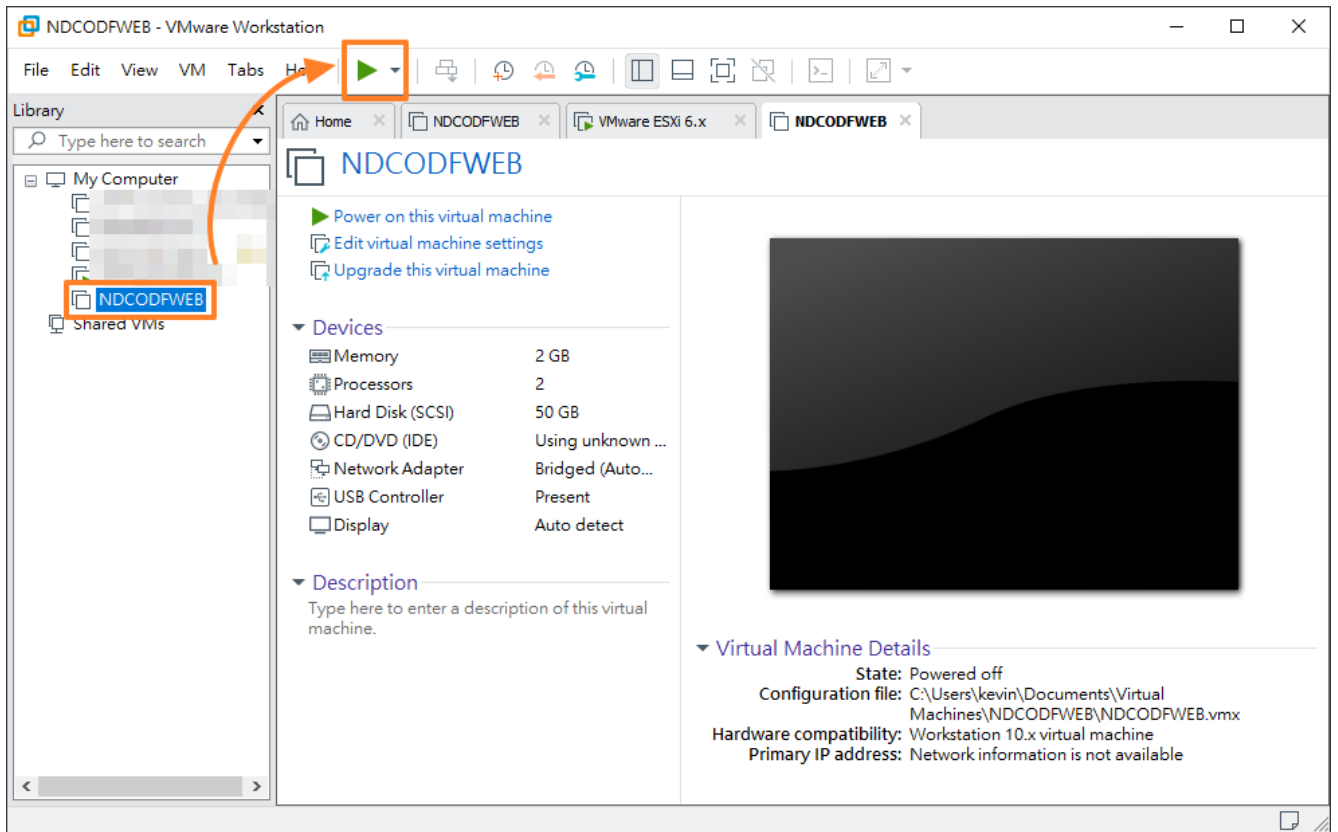 NDCODFWEB - VMware Workstation
File Edit View VM Tabs
Library
Home
NDCODFWEB
VMware ESXi 6.x
NDCODFWEB
Type here to search
NDCODFWEB
My Computer
NDCODFWEB
Shared VMs
Power on this virtual machine
Edit virtual machine settings
Upgrade this virtual machine
Devices
Memory 2 GB
Processors 2
Hard Disk (SCSI) 50 GB
CD/DVD (IDE) Using unknown ...
Network Adapter Bridged (Auto...
USB Controller Present
Display Auto detect
Description
Type here to enter a description of this virtual
machine.
Virtual Machine Details
State: Powered off
Configuration file: C:\Users\kevin\Documents\Virtual
Machines\NDCODFWEB\NDCODFWEB.vmx
Hardware compatibility: Workstation 10.x virtual machine
Primary IP address: Network information is not available